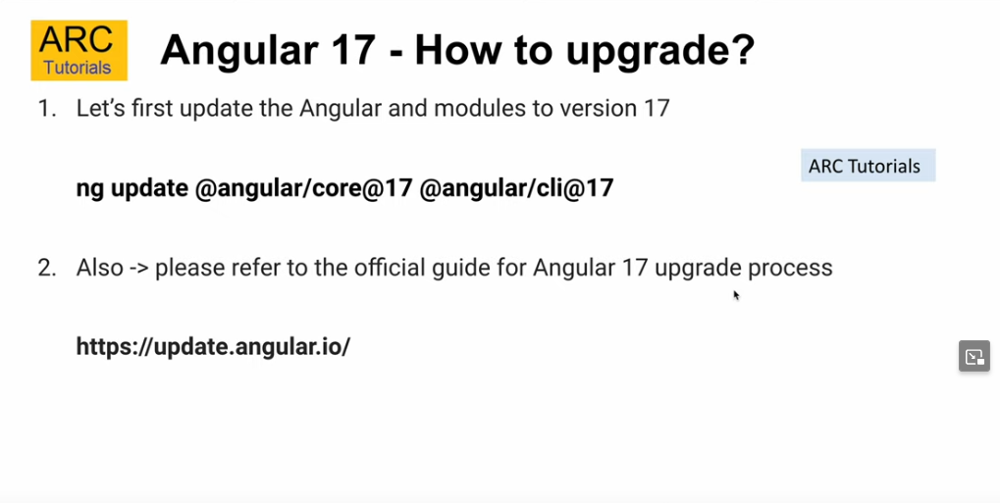 ARC
Tutorials
Angular 17 - How to upgrade?
1. Let's first update the Angular and modules to version 17
ARC Tutorials
ng update @angular/core@17 @angular/cli@17
2. Also -> please refer to the official guide for Angular 17 upgrade process
https://update.angular.io/